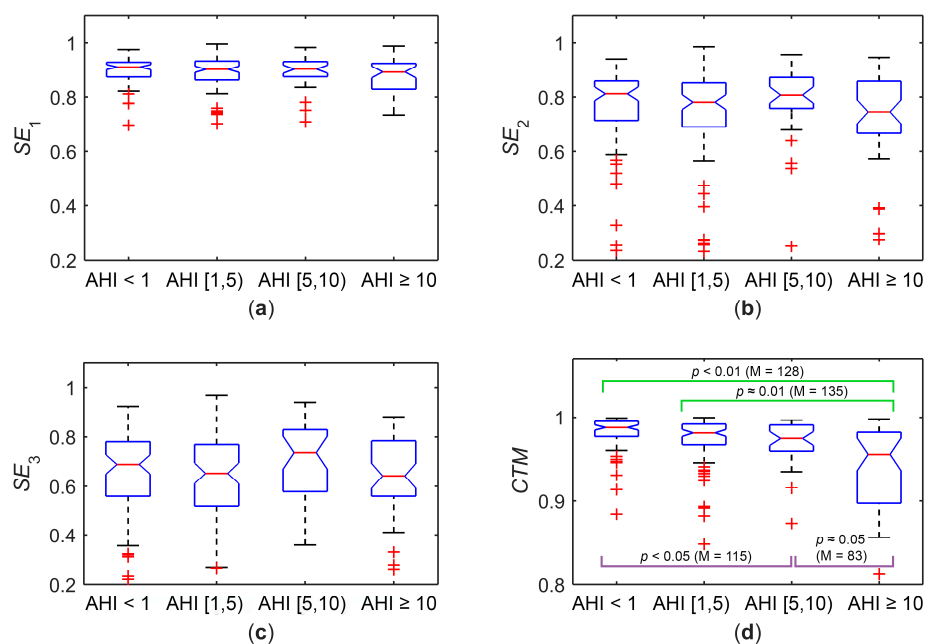 1
0.8
0.6
0.4
0.2
SE1
AHI < 1 AHI [1,5) AHI [5,10) AHI ≥ 10
(a)
1
0.8
0.6
0.4
0.2
SE2
AHI < 1 AHI [1,5) AHI [5,10) AHI ≥ 10
(b)
1
0.8
0.6
0.4
0.2
SE3
AHI < 1 AHI [1,5) AHI [5,10) AHI ≥ 10
(c)
p < 0.01 (M = 128)
p ≈ 0.01 (M = 135)
1
0.9
0.8
CTM
p < 0.05 (M = 115)
p ≈ 0.05
(M = 83)
AHI < 1 AHI [1,5) AHI [5,10) AHI ≥ 10
(d)